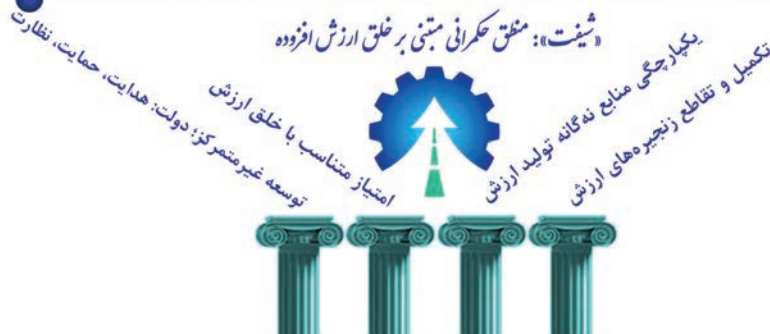 «شیفت»: منطق حکمرانی مبتنی بر خلق ارزش افزوده
تکمیل و تقاطع زنجیره‌های ارزش
یکپارچگی منابع نه‌گانه تولید ارزش
امتیاز متناسب با خلق ارزش
توسعه غیرمتمرکز؛ دولت: هدایت، حمایت، نظارت